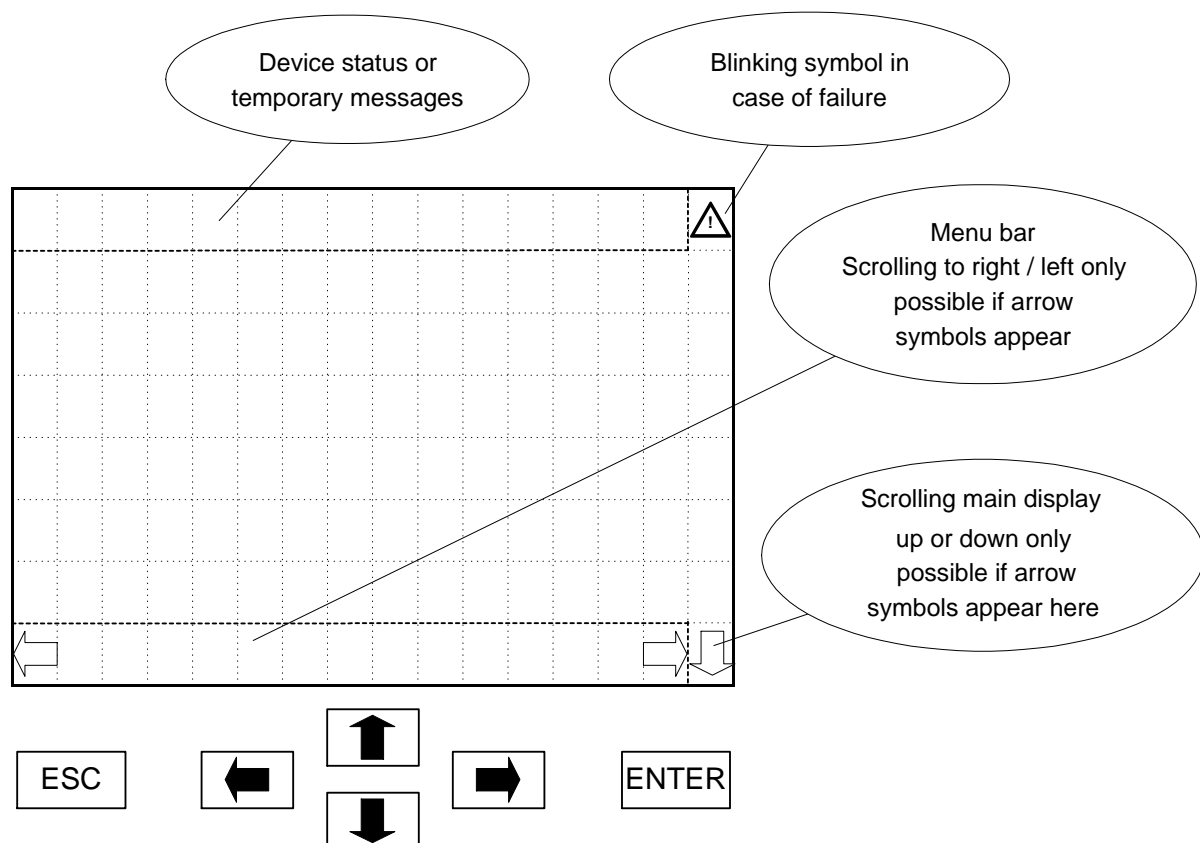 Device status or
temporary messages
Blinking symbol in
case of failure
!
Menu bar
Scrolling to right / left only
possible if arrow
symbols appear
Scrolling main display
up or down only
possible if arrow
symbols appear here
ESC
ENTER